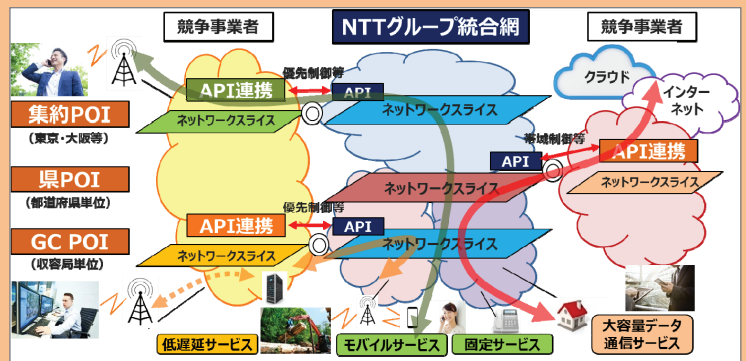 競争事業者
NTTグループ統合網
競争事業者
優先制御等
API連携
API
クラウド
インター
ネット
集約POI
(東京・大阪等)
ネットワークスライス
ネットワークスライス
帯域制御等
API
API連携
県POI
(都道府県単位)
ネットワークスライス
ネットワークスライス
優先制御等
API連携
API
GC POI
(収容局単位)
ネットワークスライス
ネットワークスライス
低遅延サービス
モバイルサービス
固定サービス
大容量データ
通信サービス